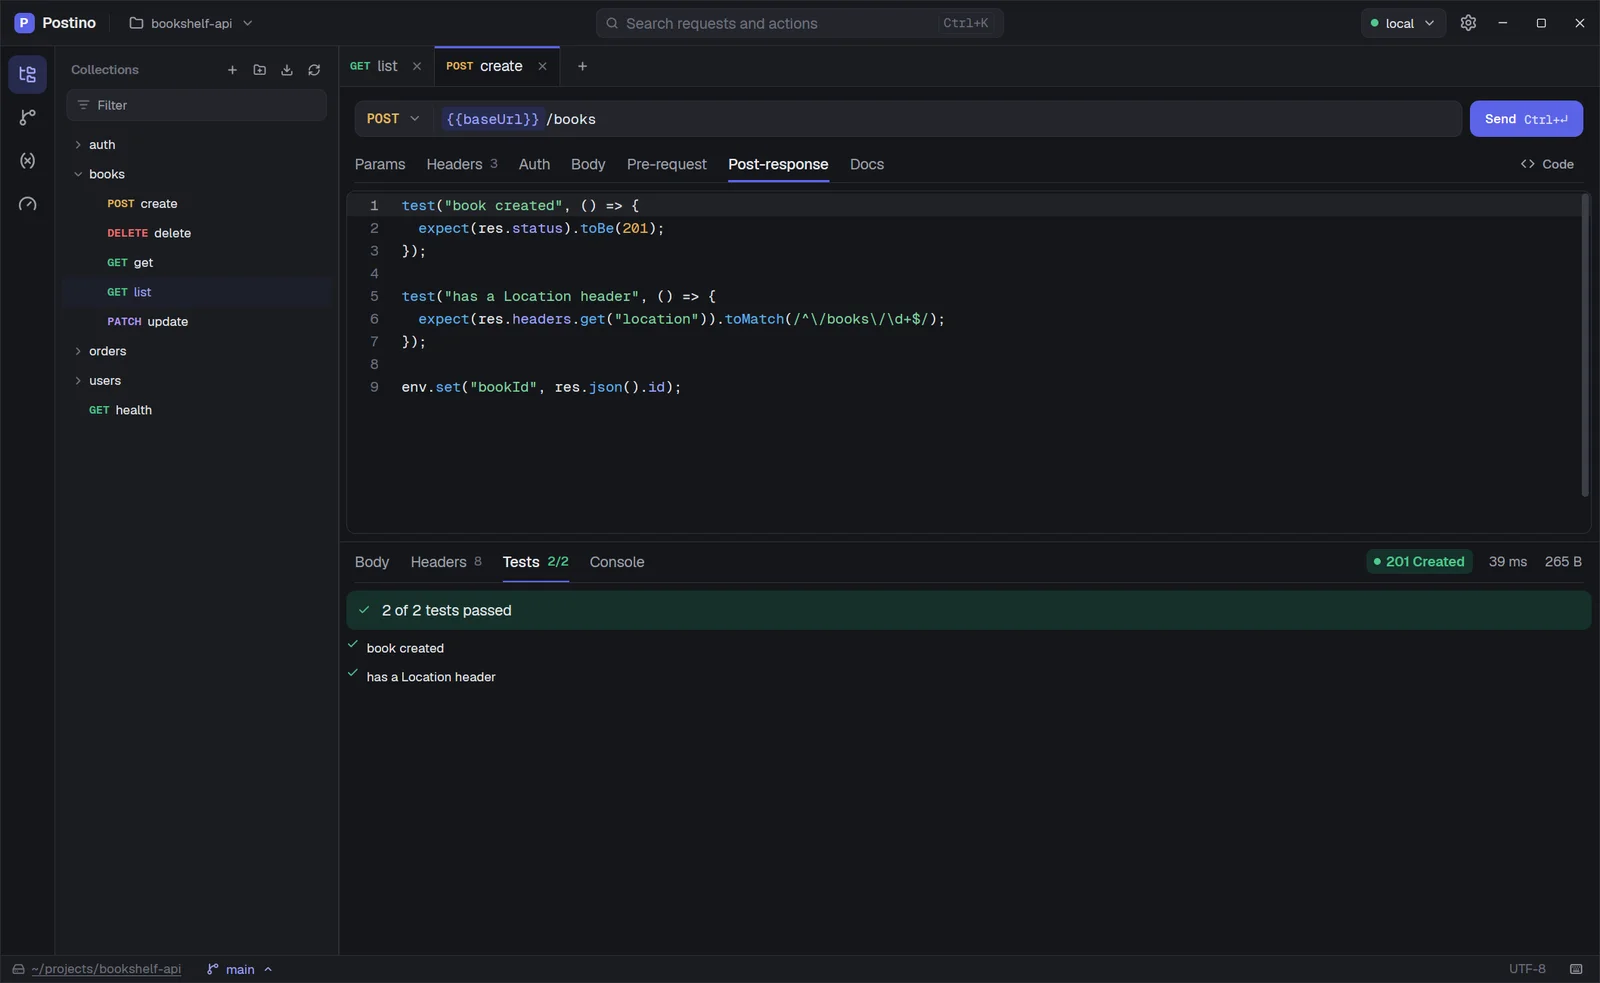 P Postino
bookshelf-api
Search requests and actions Ctrl+K
local
Collections
Filter
auth
books
POST create
DELETE delete
GET get
GET list
PATCH update
orders
users
GET health
GET list
POST create
POST {{baseUrl}} /books
Send Ctrl+↵
Params Headers 3 Auth Body Pre-request Post-response Docs
<> Code
1 test("book created", () => {
2 expect(res.status).toBe(201);
3 });
4
5 test("has a Location header", () => {
6 expect(res.headers.get("location")).toMatch(/^\/books\/\d+$/);
7 });
8
9 env.set("bookId", res.json().id);
Body Headers 8 Tests 2/2 Console
201 Created 39 ms 265 B
2 of 2 tests passed
book created
has a Location header
~/projects/bookshelf-api main
UTF-8